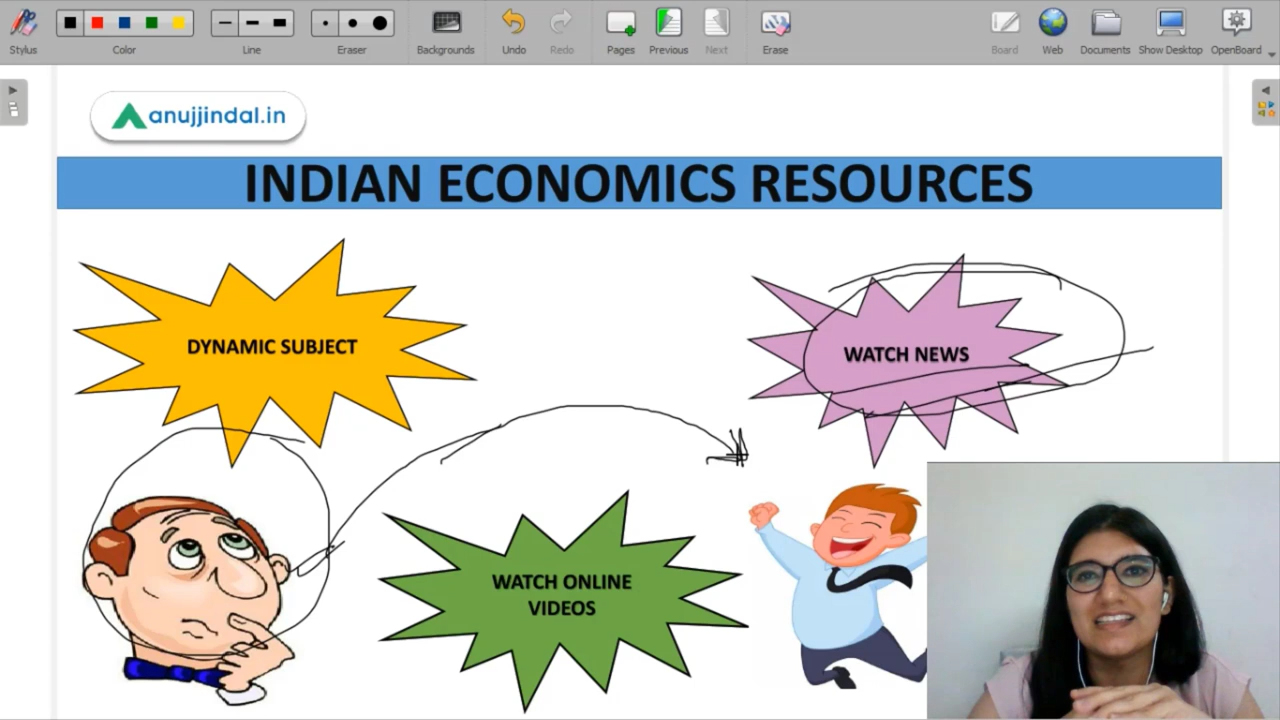 Stylus
Color
Line
Eraser
Backgrounds
Undo
Redo
Pages
Previous
Next
Erase
Board
Web
Documents
Show Desktop
OpenBoard
anujjindal.in
INDIAN ECONOMICS RESOURCES
DYNAMIC SUBJECT
WATCH NEWS
WATCH ONLINE
VIDEOS